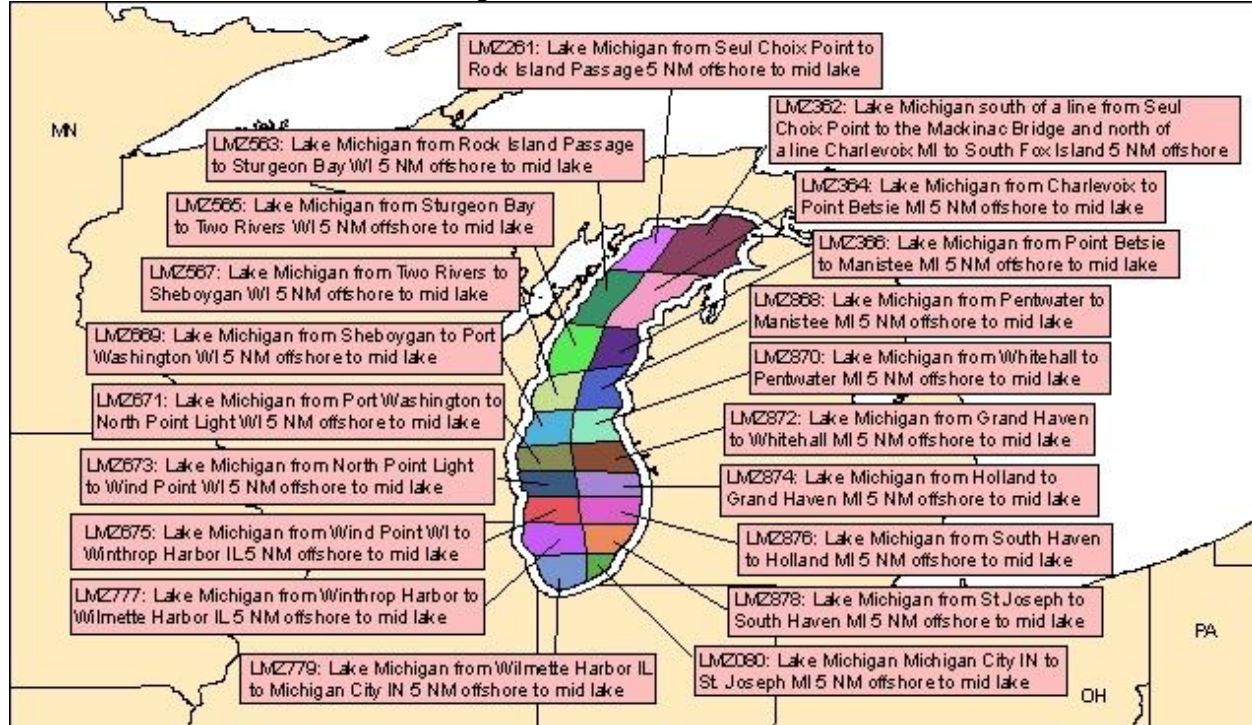 LMZ261: Lake Michigan from Seul Choix Point to
Rock Island Passage 5 NM offshore to mid lake
LMZ362: Lake Michigan south of a line from Seul
Choix Point to the Mackinac Bridge and north of
a line Charlevoix MI to South Fox Island 5 NM offshore
MN
LMZ563: Lake Michigan from Rock Island Passage
to Sturgeon Bay WI 5 NM offshore to mid lake
LMZ364: Lake Michigan from Charlevoix to
Point Betsie MI 5 NM offshore to mid lake
LMZ565: Lake Michigan from Sturgeon Bay
to Two Rivers WI 5 NM offshore to mid lake
LMZ366: Lake Michigan from Point Betsie
to Manistee MI 5 NM offshore to mid lake
LMZ567: Lake Michigan from Two Rivers to
Sheboygan WI 5 NM offshore to mid lake
LMZ868: Lake Michigan from Pentwater to
Manistee MI 5 NM offshore to mid lake
LMZ669: Lake Michigan from Sheboygan to Port
Washington WI 5 NM offshore to mid lake
LMZ870: Lake Michigan from Whitehall to
Pentwater MI 5 NM offshore to mid lake
LMZ671: Lake Michigan from Port Washington to
North Point Light WI 5 NM offshore to mid lake
LMZ872: Lake Michigan from Grand Haven
to Whitehall MI 5 NM offshore to mid lake
LMZ673: Lake Michigan from North Point Light
to Wind Point WI 5 NM offshore to mid lake
LMZ874: Lake Michigan from Holland to
Grand Haven MI 5 NM offshore to mid lake
LMZ675: Lake Michigan from Wind Point WI to
Winthrop Harbor IL 5 NM offshore to mid lake
LMZ876: Lake Michigan from South Haven
to Holland MI 5 NM offshore to mid lake
LMZ777: Lake Michigan from Winthrop Harbor to
Wilmette Harbor IL 5 NM offshore to mid lake
LMZ878: Lake Michigan from St Joseph to
South Haven MI 5 NM offshore to mid lake
PA
LMZ779: Lake Michigan from Wilmette Harbor IL
to Michigan City IN 5 NM offshore to mid lake
LMZ080: Lake Michigan Michigan City IN to
St. Joseph MI 5 NM offshore to mid lake
OH